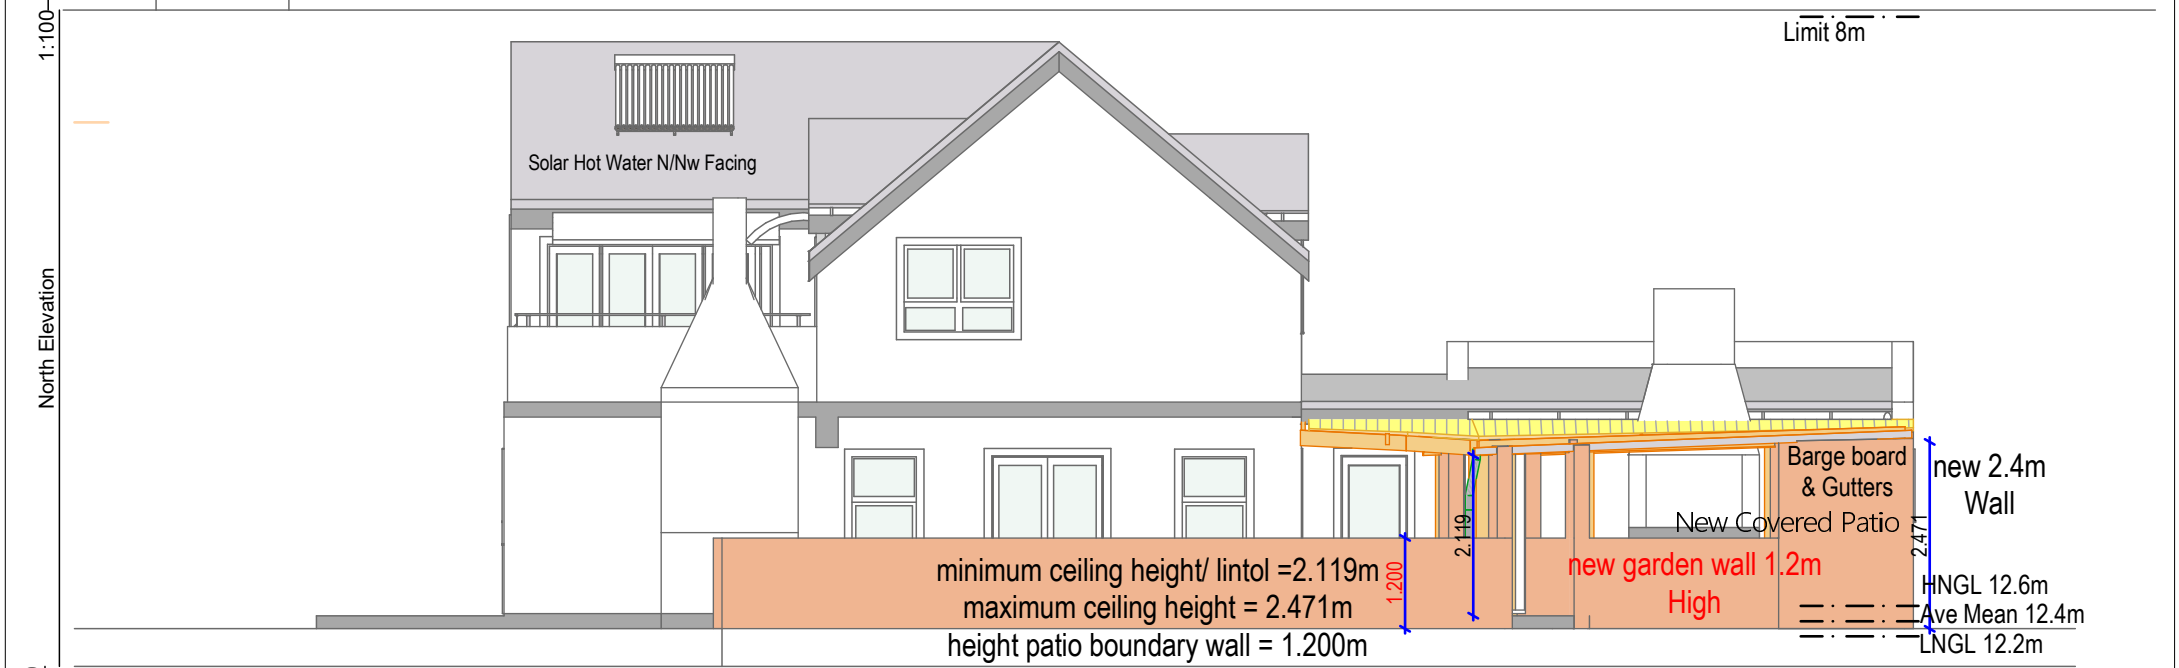 1:100
Limit 8m
Solar Hot Water N/Nw Facing
North Elevation
Barge board
& Gutters
new 2.4m
Wall
New Covered Patio
2.119
2.471
minimum ceiling height/ lintol =2.119m
maximum ceiling height = 2.471m
height patio boundary wall = 1.200m
1.200
new garden wall 1.2m
High
HNGL 12.6m
Ave Mean 12.4m
LNGL 12.2m